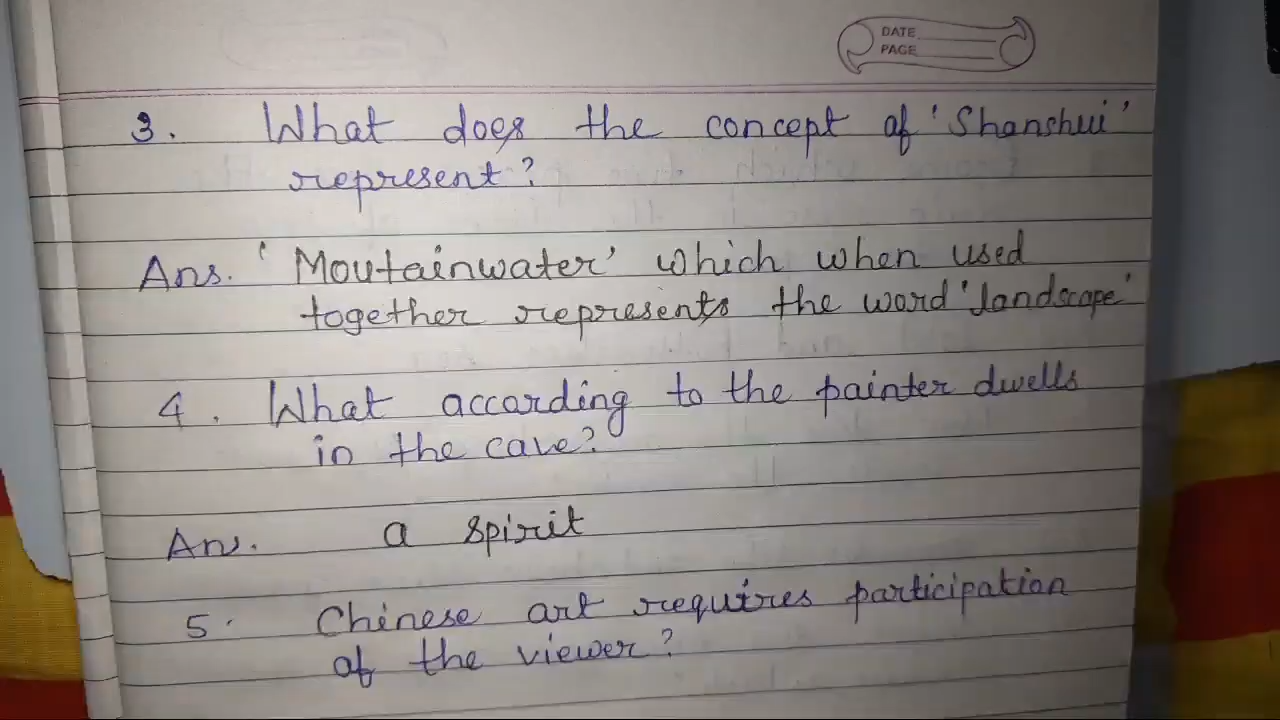 DATE
PAGE
3. What does the concept of 'Shanshui'
represent?
Ans. 'Moutainwater' which when used
together represents the word 'landscape'
4. What according to the painter dwells
in the cave?
Ans. a spirit
5. Chinese art requires participation
of the viewer?